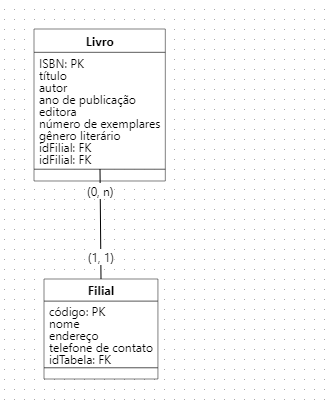 Livro
ISBN: PK
título
autor
ano de publicação
editora
número de exemplares
gênero literário
idFilial: FK
idFilial: FK
(0, n)
(1, 1)
Filial
código: PK
nome
endereço
telefone de contato
idTabela: FK